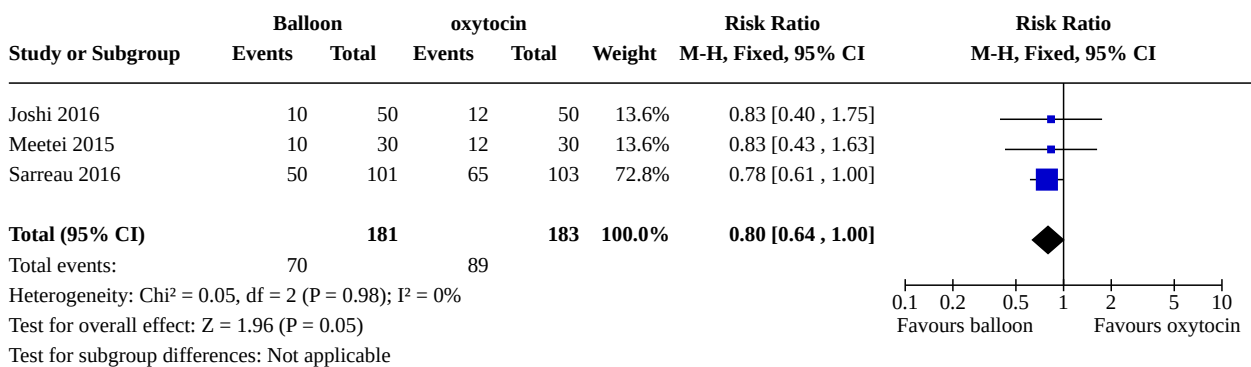 Balloon oxytocin Risk Ratio Risk Ratio
Study or Subgroup Events Total Events Total Weight M-H, Fixed, 95% CI M-H, Fixed, 95% CI
Joshi 2016 10 50 12 50 13.6% 0.83 [0.40 , 1.75]
Meetei 2015 10 30 12 30 13.6% 0.83 [0.43 , 1.63]
Sarreau 2016 50 101 65 103 72.8% 0.78 [0.61 , 1.00]
Total (95% CI) 181 183 100.0% 0.80 [0.64 , 1.00]
Total events: 70 89
Heterogeneity: Chi² = 0.05, df = 2 (P = 0.98); I² = 0%
Test for overall effect: Z = 1.96 (P = 0.05)
Test for subgroup differences: Not applicable
0.1 0.2 0.5 1 2 5 10
Favours balloon Favours oxytocin